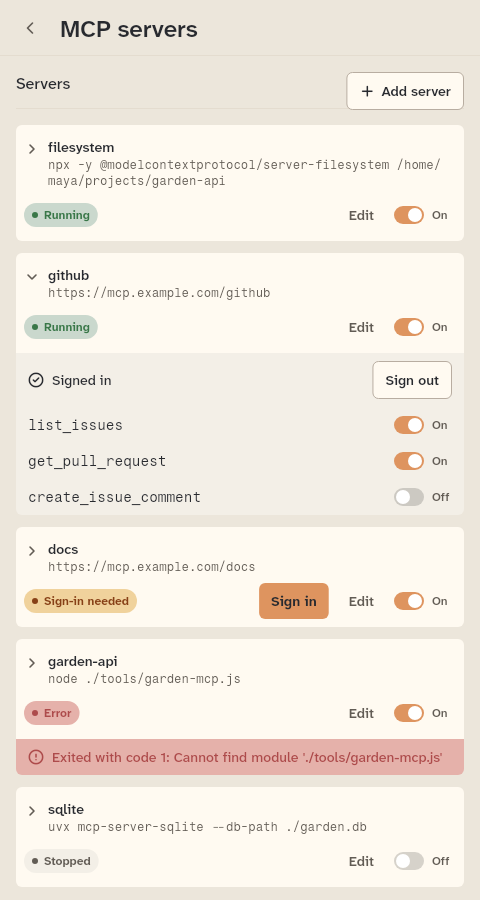 MCP servers
Servers
Add server
filesystem
npx -y @modelcontextprotocol/server-filesystem /home/
maya/projects/garden-api
Running
Edit
On
github
https://mcp.example.com/github
Running
Edit
On
Signed in
Sign out
list_issues
On
get_pull_request
On
create_issue_comment
Off
docs
https://mcp.example.com/docs
Sign-in needed
Sign in
Edit
On
garden-api
node ./tools/garden-mcp.js
Error
Edit
On
Exited with code 1: Cannot find module './tools/garden-mcp.js'
sqlite
uvx mcp-server-sqlite --db-path ./garden.db
Stopped
Edit
Off